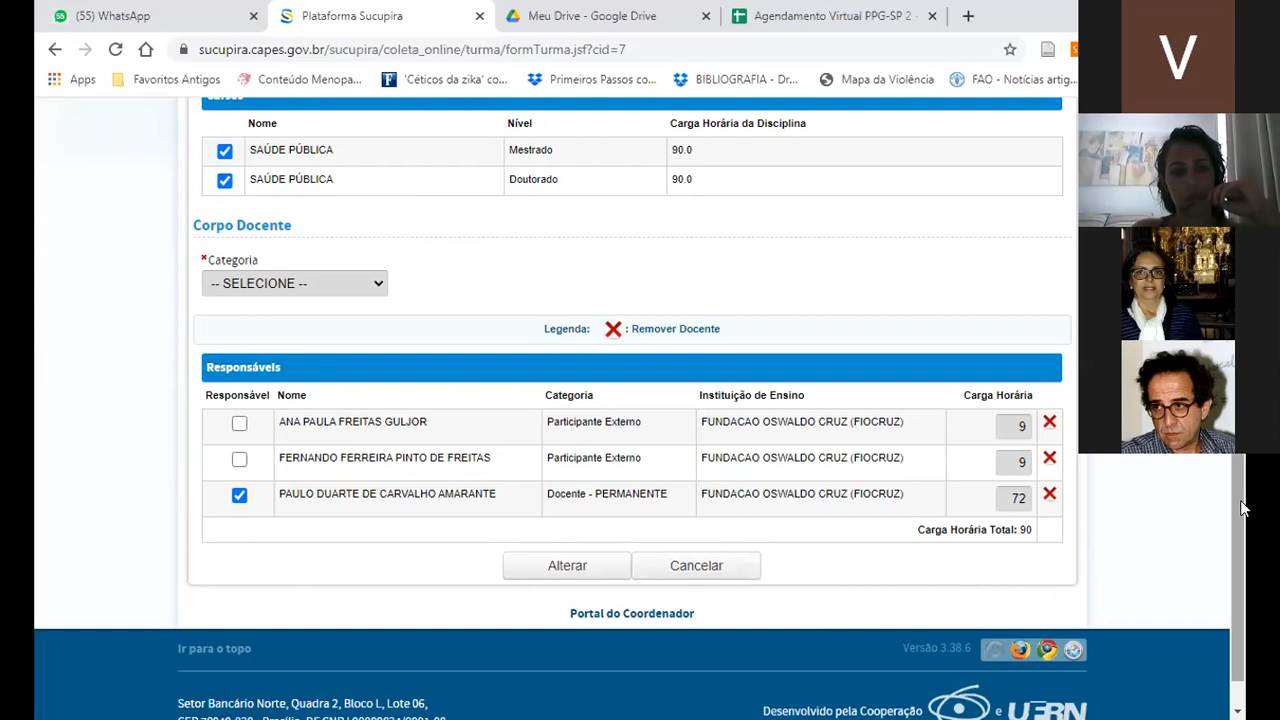 (55) WhatsApp
Plataforma Sucupira
Meu Drive - Google Drive
Agendamento Virtual PPG-SP 2 -
sucupira.capes.gov.br/sucupira/coleta_online/turma/formTurma.jsf?cid=7
Apps
Favoritos Antigos
Conteúdo Menopa...
'Céticos da zika' co...
Primeiros Passos co...
BIBLIOGRAFIA - Dr...
Mapa da Violência
FAO - Notícias artig...
V
Nome Nível Carga Horária da Disciplina
SAÚDE PÚBLICA Mestrado 90.0
SAÚDE PÚBLICA Doutorado 90.0
Corpo Docente
*Categoria
-- SELECIONE --
Legenda: : Remover Docente
Responsáveis
Responsável Nome Categoria Instituição de Ensino Carga Horária
ANA PAULA FREITAS GULJOR Participante Externo FUNDACAO OSWALDO CRUZ (FIOCRUZ) 9
FERNANDO FERREIRA PINTO DE FREITAS Participante Externo FUNDACAO OSWALDO CRUZ (FIOCRUZ) 9
PAULO DUARTE DE CARVALHO AMARANTE Docente - PERMANENTE FUNDACAO OSWALDO CRUZ (FIOCRUZ) 72
Carga Horária Total: 90
Alterar Cancelar
Portal do Coordenador
Ir para o topo Versão 3.38.6
Setor Bancário Norte, Quadra 2, Bloco L, Lote 06,
Desenvolvido pela Cooperação e UFRN